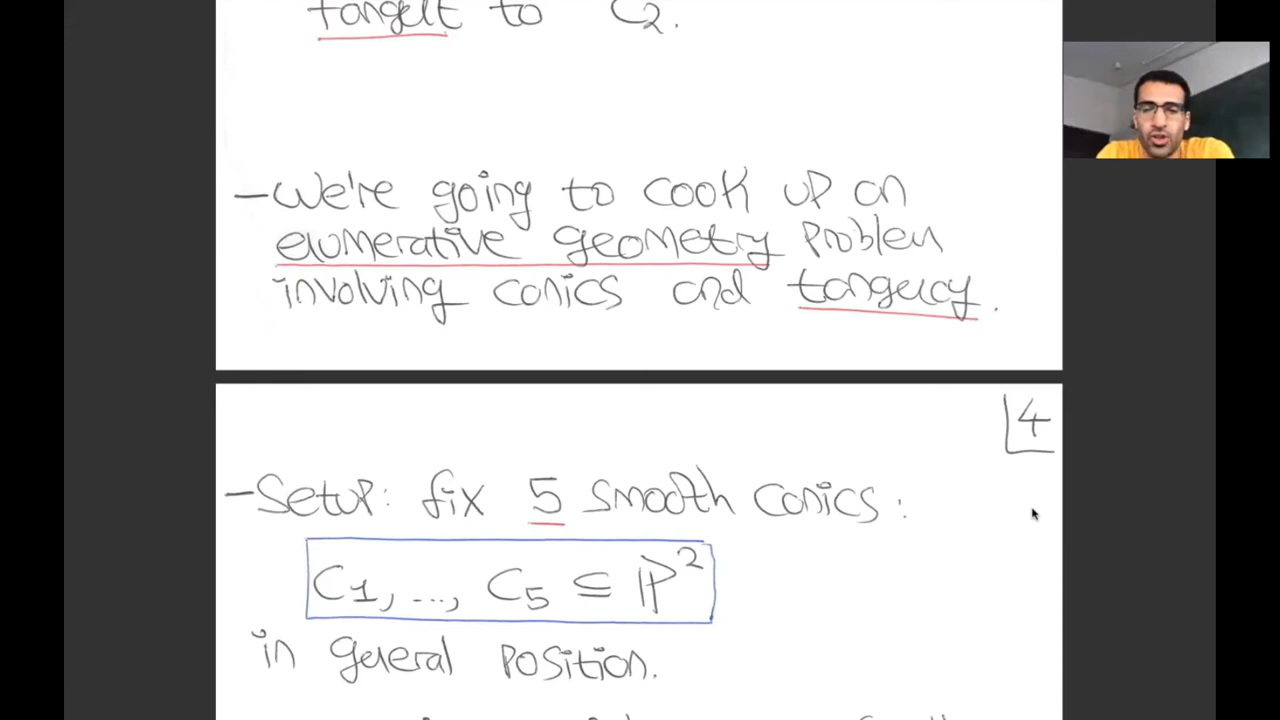 tangent to C₂.
- We're going to cook up an
enumerative geometry problem
involving conics and tangency.
4
- Setup: fix 5 smooth conics:
C₁, ..., C₅ ⊆ ℙ²
in general position.